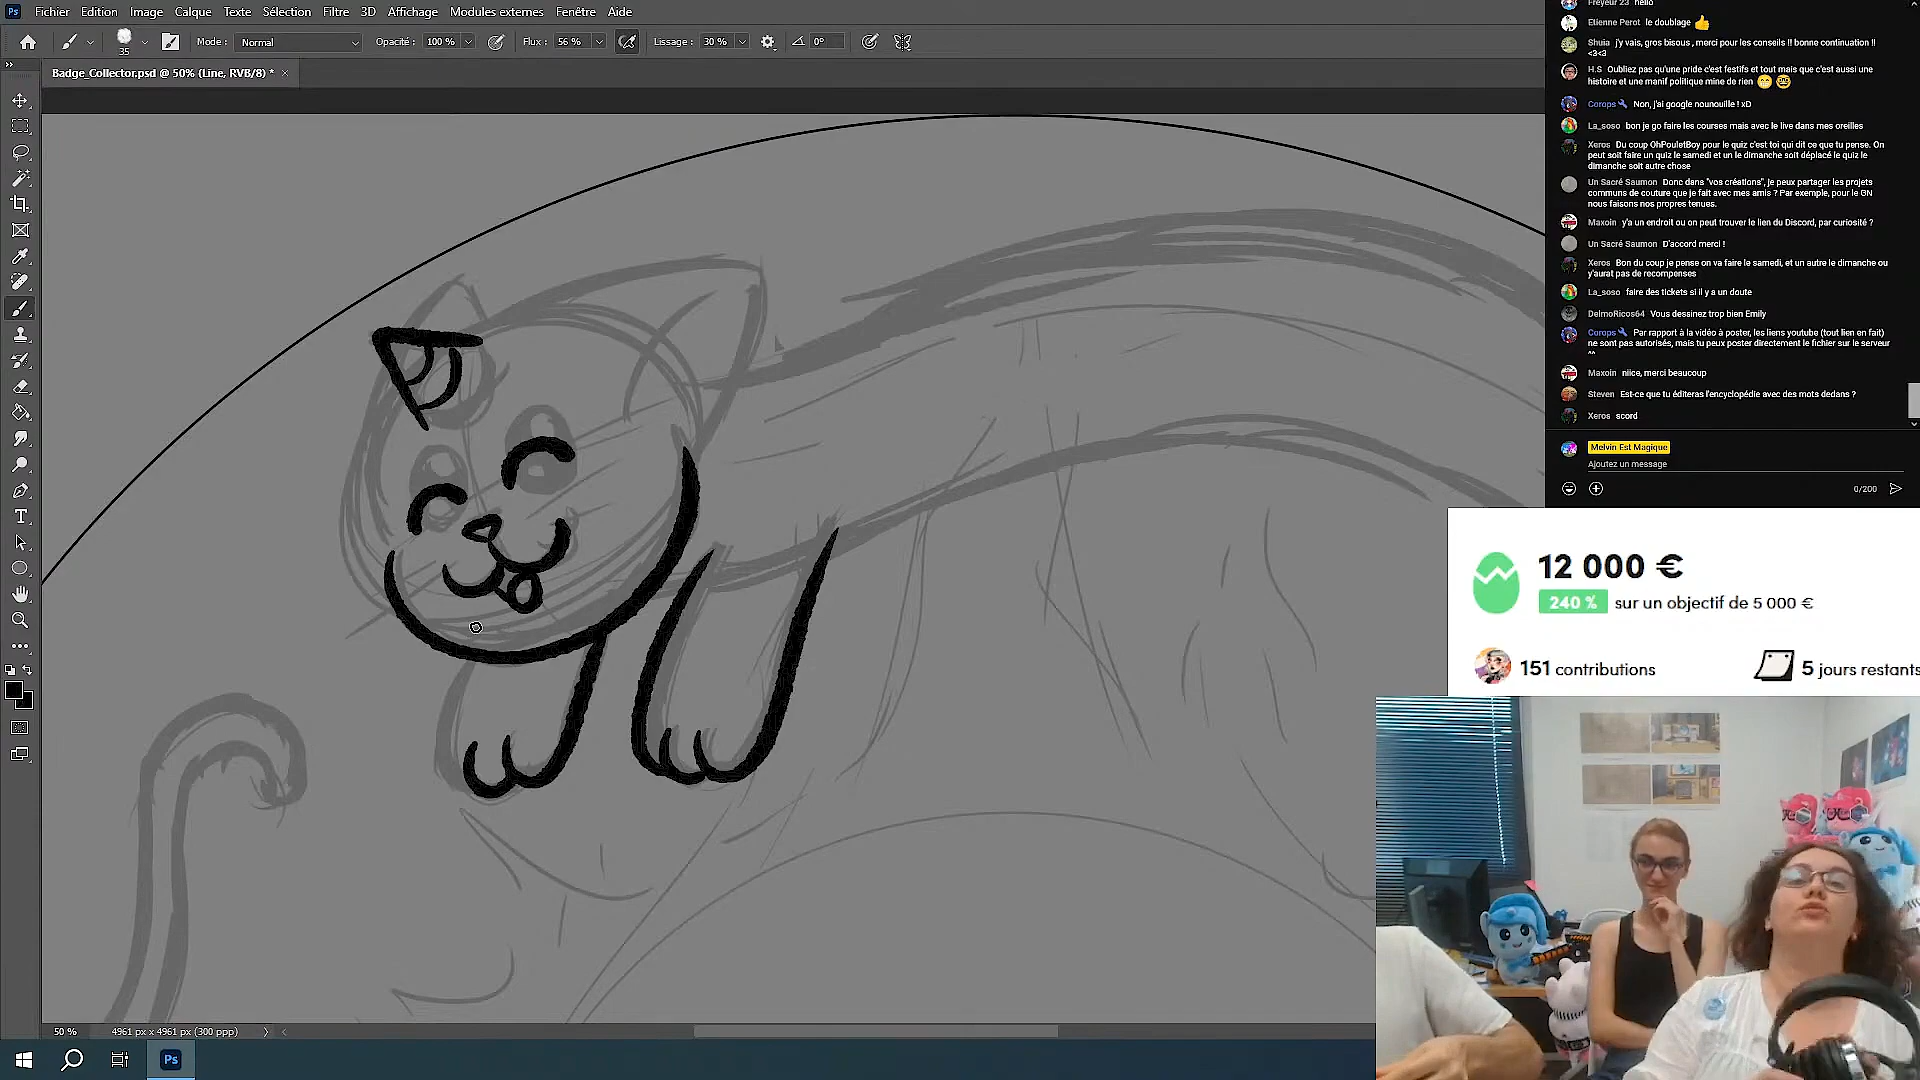 Ps Fichier Edition Image Calque Texte Sélection Filtre 3D Affichage Modules externes Fenêtre Aide
35 Mode : Normal Opacité : 100 % Flux : 56 % Lissage : 30 % 0°
Badge_Collector.psd @ 50% (Line, RVB/8) * ×
Freyeur 23 hello
Etienne Perot le doublage 👍
Shuia j'y vais, gros bisous , merci pour les conseils !! bonne continuation !!
<3<3
H.S Oubliez pas qu'une pride c'est festifs et tout mais que c'est aussi une
histoire et une manif politique mine de rien
Corops Non, j'ai google nounouille ! xD
La_soso bon je go faire les courses mais avec le live dans mes oreilles
Xeros Du coup OhPouletBoy pour le quiz c'est toi qui dit ce que tu pense. On
peut soit faire un quiz le samedi et un le dimanche soit déplacé le quiz le
dimanche soit autre chose
Un Sacré Saumon Donc dans "vos créations", je peux partager les projets
communs de couture que je fait avec mes amis ? Par exemple, pour le GN
nous faisons nos propres tenues.
Maxoin y'a un endroit ou on peut trouver le lien du Discord, par curiosité ?
Un Sacré Saumon D'accord merci !
Xeros Bon du coup je pense on va faire le samedi, et un autre le dimanche ou
y'aurat pas de recompenses
La_soso faire des tickets si il y a un doute
DelmoRicos64 Vous dessinez trop bien Emily
Corops Par rapport à la vidéo à poster, les liens youtube (tout lien en fait)
ne sont pas autorisés, mais tu peux poster directement le fichier sur le serveur
^^
Maxoin niice, merci beaucoup
Steven Est-ce que tu éditeras l'encyclopédie avec des mots dedans ?
Xeros scord
Melvin Est Magique
Ajoutez un message
0/200
12 000 €
240 % sur un objectif de 5 000 €
151 contributions 5 jours restants
50 % 4961 px x 4961 px (300 ppp)
Ps